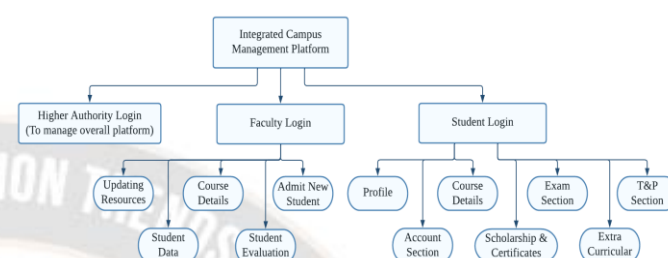 Integrated Campus
Management Platform
Higher Authority Login
(To manage overall platform)
Faculty Login
Student Login
Updating
Resources
Course
Details
Admit New
Student
Profile
Course
Details
Exam
Section
T&P
Section
Student
Data
Student
Evaluation
Account
Section
Scholarship &
Certificates
Extra
Curricular